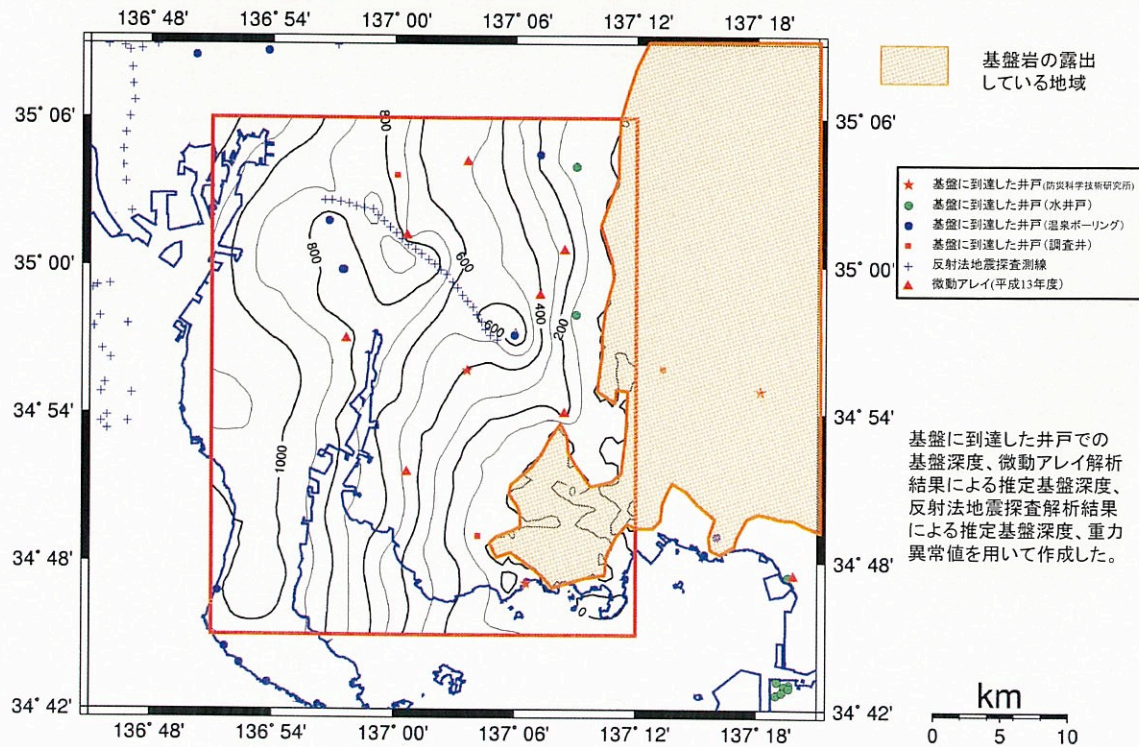 136° 48' 136° 54' 137° 00' 137° 06' 137° 12' 137° 18'
35° 06'
35° 00'
34° 54'
34° 48'
34° 42'
35° 06'
35° 00'
34° 54'
34° 48'
34° 42'
136° 48' 136° 54' 137° 00' 137° 06' 137° 12' 137° 18'
800
800
600
600
400
200
1000
0
基盤岩の露出
している地域
基盤に到達した井戸(防災科学技術研究所)
基盤に到達した井戸(水井戸)
基盤に到達した井戸(温泉ボーリング)
基盤に到達した井戸(調査井)
反射法地震探査測線
微動アレイ(平成13年度)
基盤に到達した井戸での
基盤深度、微動アレイ解析
結果による推定基盤深度、
反射法地震探査解析結果
による推定基盤深度、重力
異常値を用いて作成した。
km
0 5 10